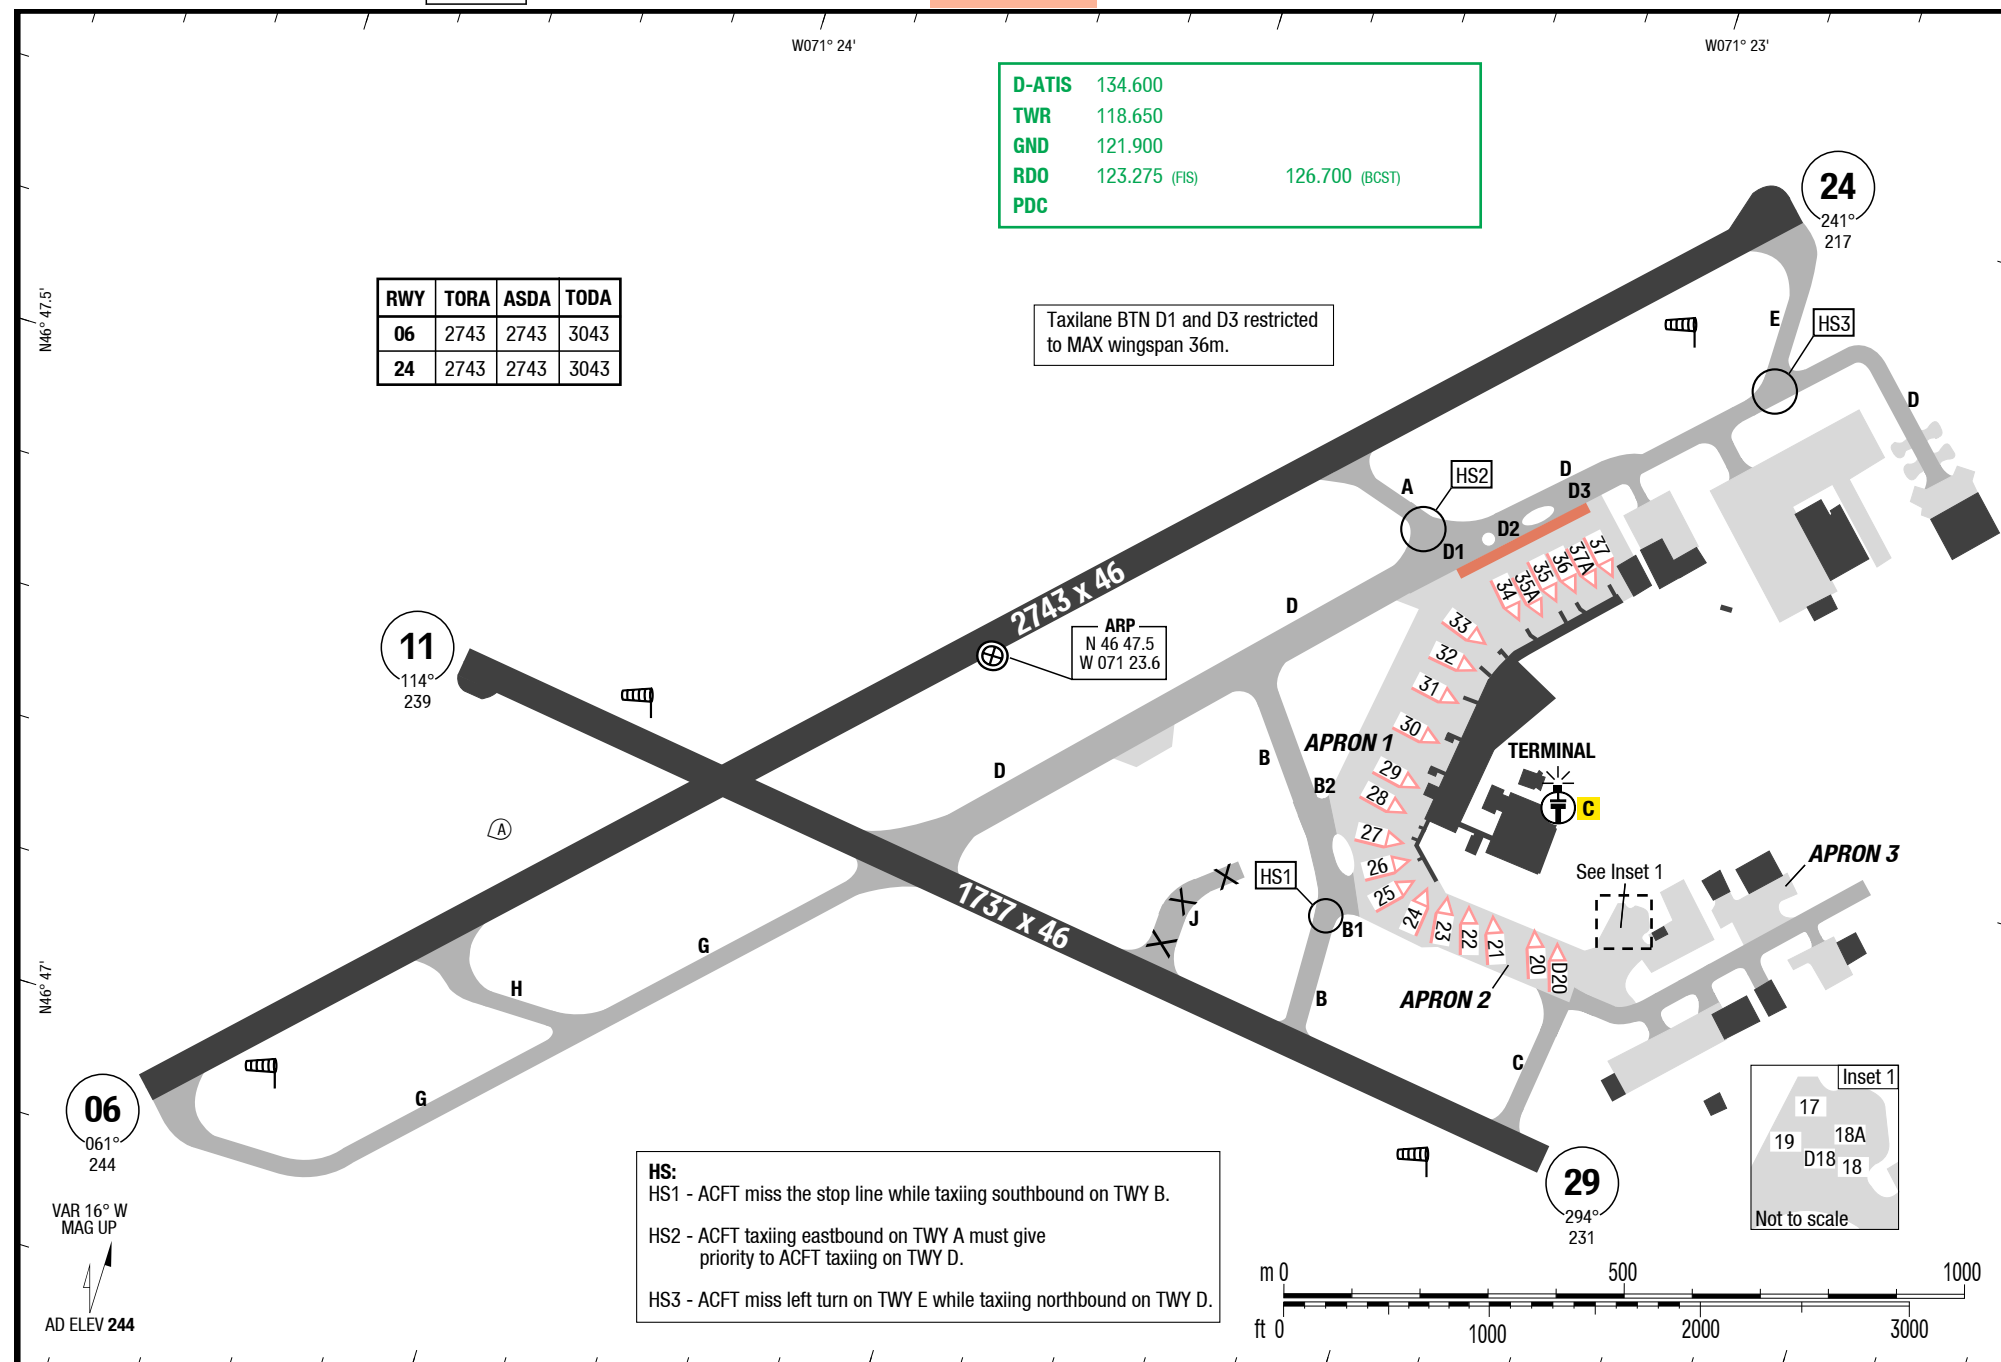 W071° 24'
W071° 23'
D-ATIS 134.600
TWR 118.650
GND 121.900
RDO 123.275 (FIS) 126.700 (BCST)
PDC
24
241°
217
N46° 47.5'
RWY TORA ASDA TODA
06 2743 2743 3043
24 2743 2743 3043
Taxilane BTN D1 and D3 restricted
to MAX wingspan 36m.
E
HS3
D
A
HS2
D
D3
D2
D1
37
37A
36
35
35A
34
33
32
31
30
29
28
27
26
25
24
23
22
21
20
D20
2743 x 46
D
ARP
N 46 47.5
W 071 23.6
11
114°
239
APRON 1
TERMINAL
C
B
B2
D
A
See Inset 1
APRON 3
HS1
B1
J
1737 x 46
G
H
N46° 47'
APRON 2
B
C
G
06
061°
244
Inset 1
17
19
18A
D18
18
Not to scale
29
294°
231
HS:
HS1 - ACFT miss the stop line while taxiing southbound on TWY B.
HS2 - ACFT taxiing eastbound on TWY A must give
priority to ACFT taxiing on TWY D.
HS3 - ACFT miss left turn on TWY E while taxiing northbound on TWY D.
VAR 16° W
MAG UP
AD ELEV 244
m 0 500 1000
ft 0 1000 2000 3000